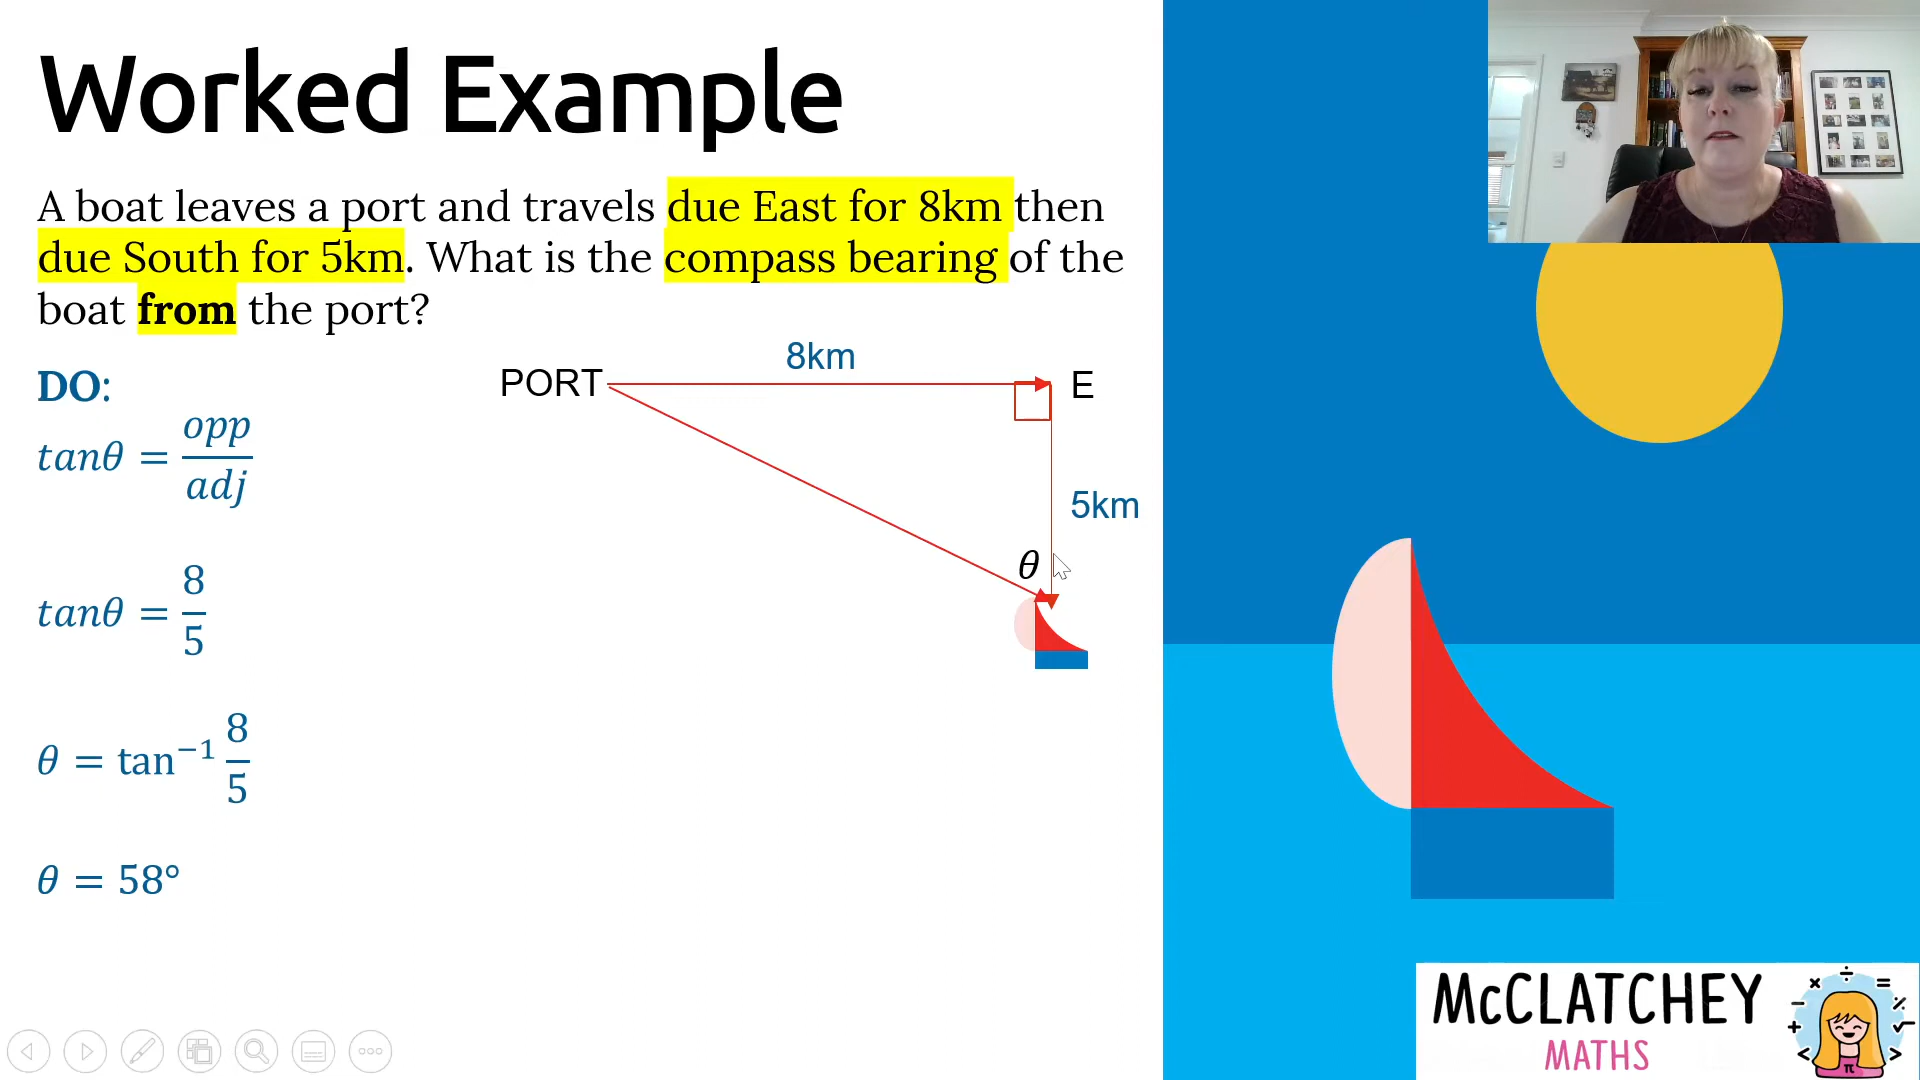 Worked Example
A boat leaves a port and travels due East for 8km then
due South for 5km. What is the compass bearing of the
boat from the port?
DO:
tanθ = opp/adj
tanθ = 8/5
θ = tan⁻¹ 8/5
θ = 58°
8km
PORT
E
5km
θ
McCLATCHEY
MATHS
× ÷ =
− %
+ √
< π >